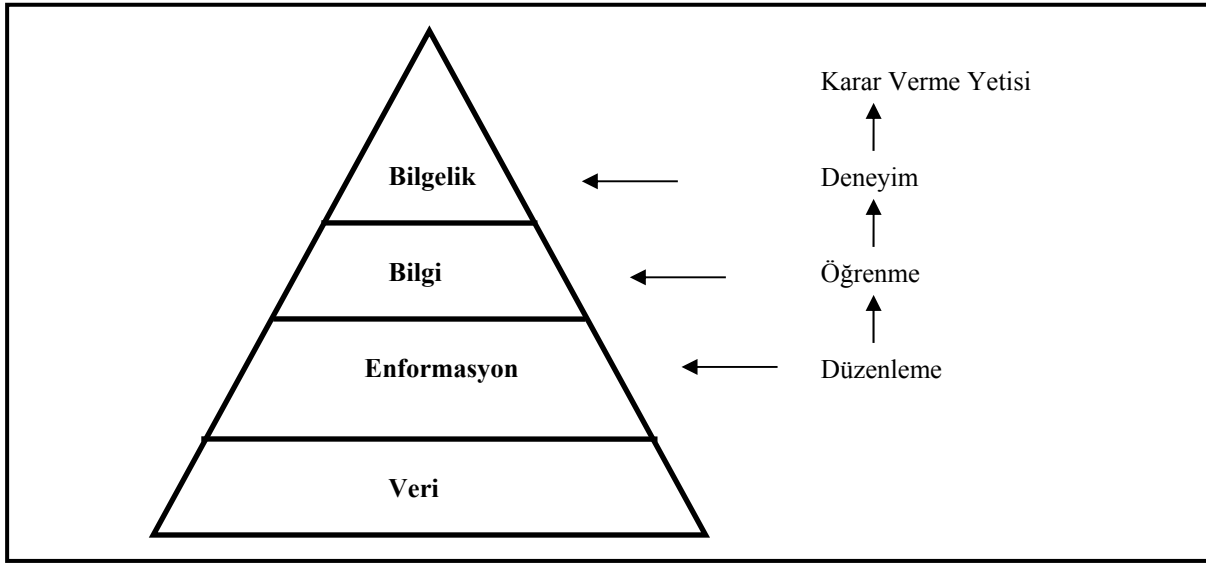 Karar Verme Yetisi
Bilgelik
Deneyim
Bilgi
Öğrenme
Enformasyon
Düzenleme
Veri